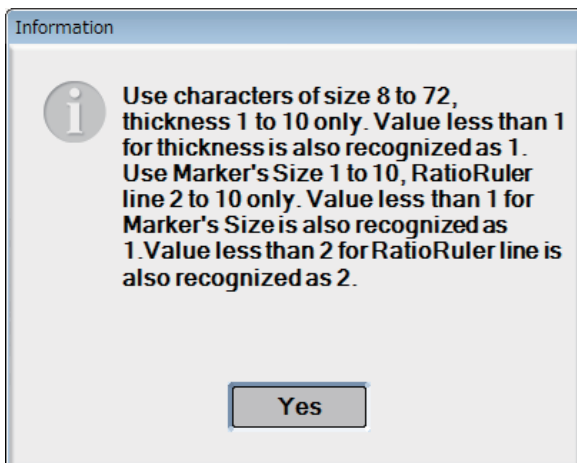 Information
Use characters of size 8 to 72,
thickness 1 to 10 only. Value less than 1
for thickness is also recognized as 1.
Use Marker's Size 1 to 10, RatioRuler
line 2 to 10 only. Value less than 1 for
Marker's Size is also recognized as
1.Value less than 2 for RatioRuler line is
also recognized as 2.
Yes